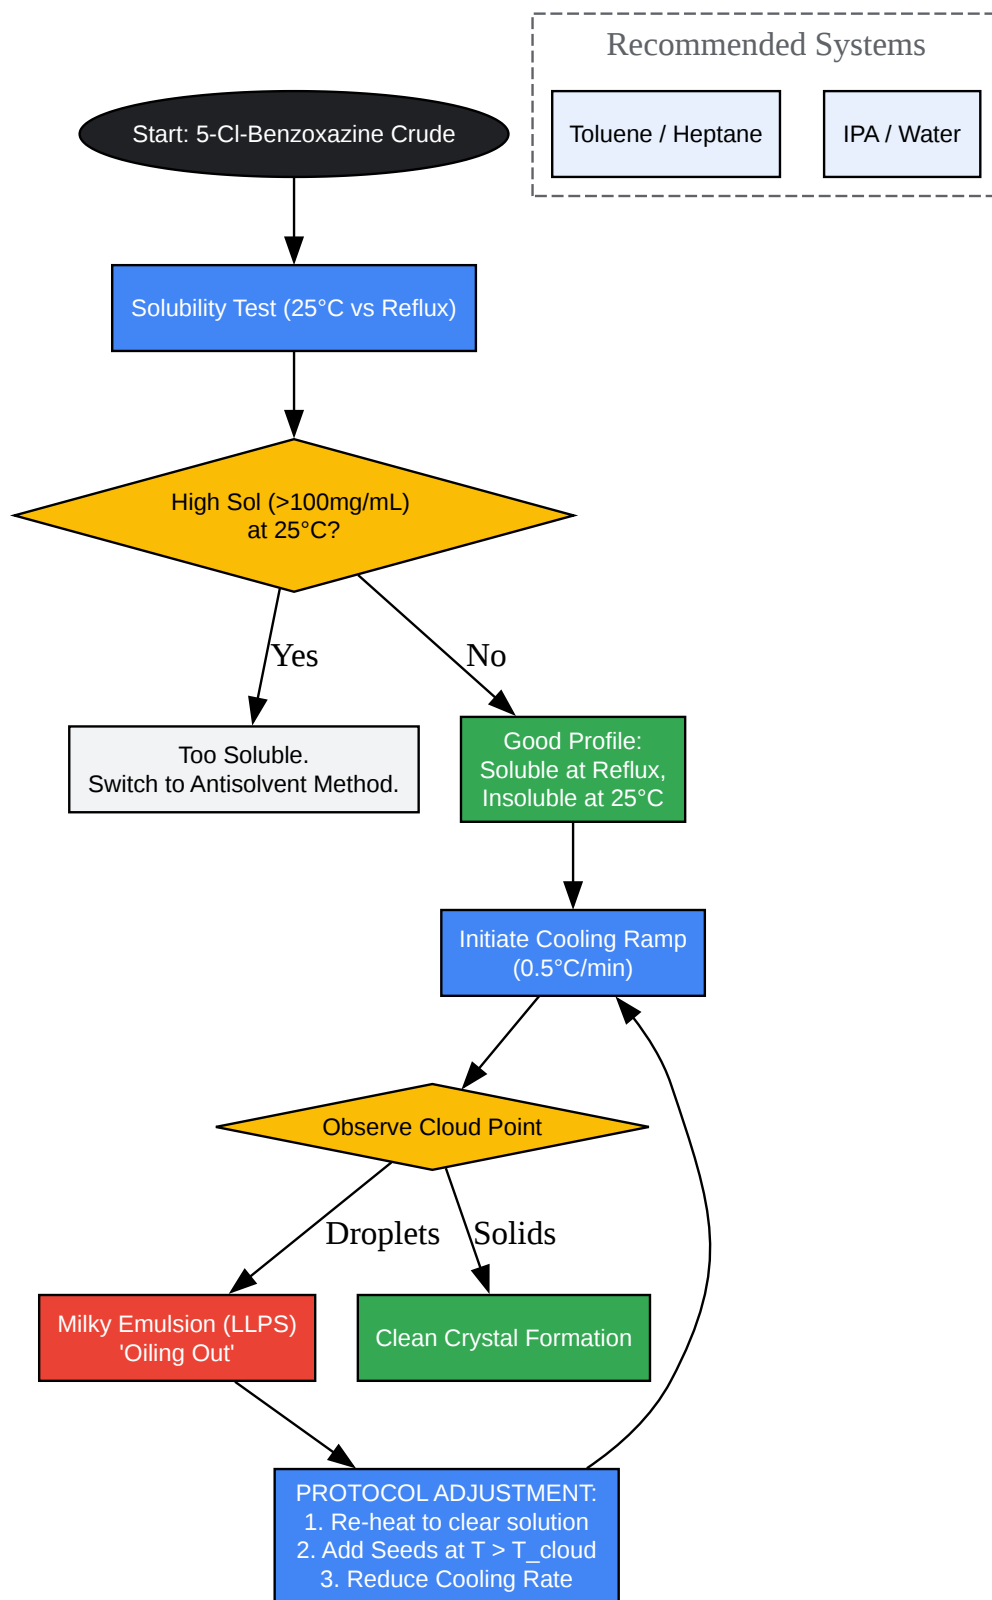 Recommended Systems
Start: 5-Cl-Benzoxazine Crude
Toluene / Heptane
IPA / Water
Solubility Test (25°C vs Reflux)
High Sol (>100mg/mL)
at 25°C?
Yes
No
Too Soluble.
Switch to Antisolvent Method.
Good Profile:
Soluble at Reflux,
Insoluble at 25°C
Initiate Cooling Ramp
(0.5°C/min)
Observe Cloud Point
Droplets
Solids
Milky Emulsion (LLPS)
'Oiling Out'
Clean Crystal Formation
PROTOCOL ADJUSTMENT:
1. Re-heat to clear solution
2. Add Seeds at T > T_cloud
3. Reduce Cooling Rate